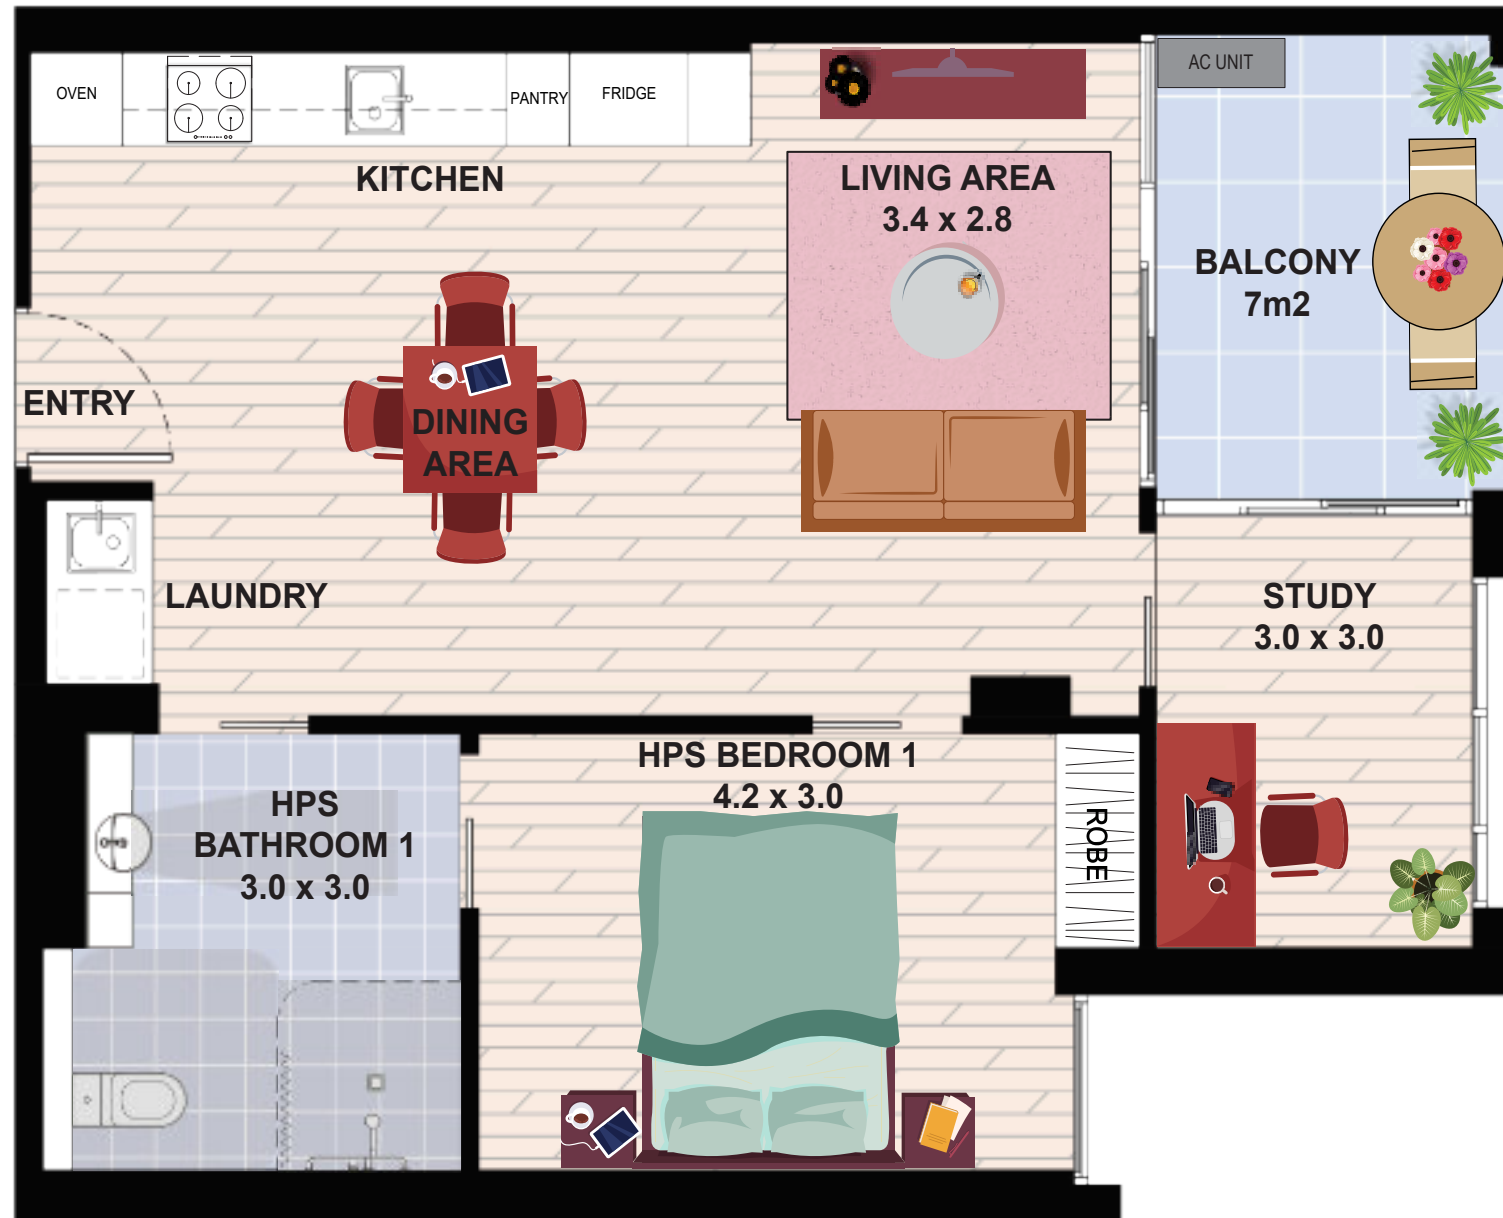 OVEN
PANTRY
FRIDGE
AC UNIT
KITCHEN
LIVING AREA
3.4 x 2.8
BALCONY
7m2
ENTRY
DINING
AREA
LAUNDRY
STUDY
3.0 x 3.0
HPS BEDROOM 1
4.2 x 3.0
HPS
BATHROOM 1
3.0 x 3.0
ROBE